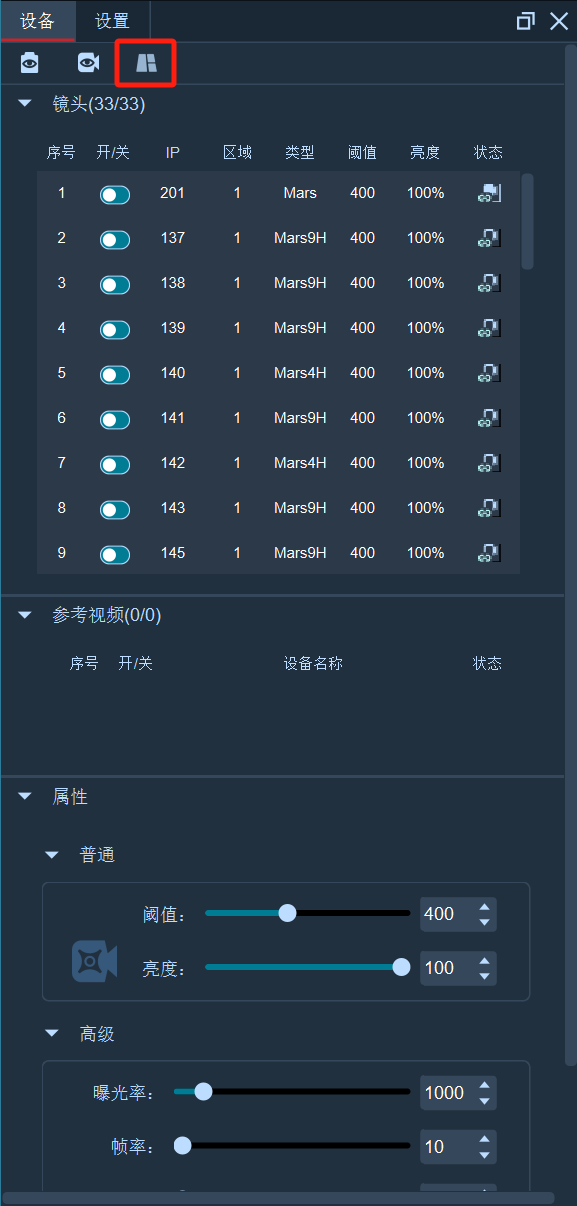 设备 设置
镜头(33/33)
序号 开/关 IP 区域 类型 阈值 亮度 状态
1 201 1 Mars 400 100%
2 137 1 Mars9H 400 100%
3 138 1 Mars9H 400 100%
4 139 1 Mars9H 400 100%
5 140 1 Mars4H 400 100%
6 141 1 Mars9H 400 100%
7 142 1 Mars4H 400 100%
8 143 1 Mars9H 400 100%
9 145 1 Mars9H 400 100%
参考视频(0/0)
序号 开/关 设备名称 状态
属性
普通
阈值： 400
亮度： 100
高级
曝光率： 1000
帧率： 10